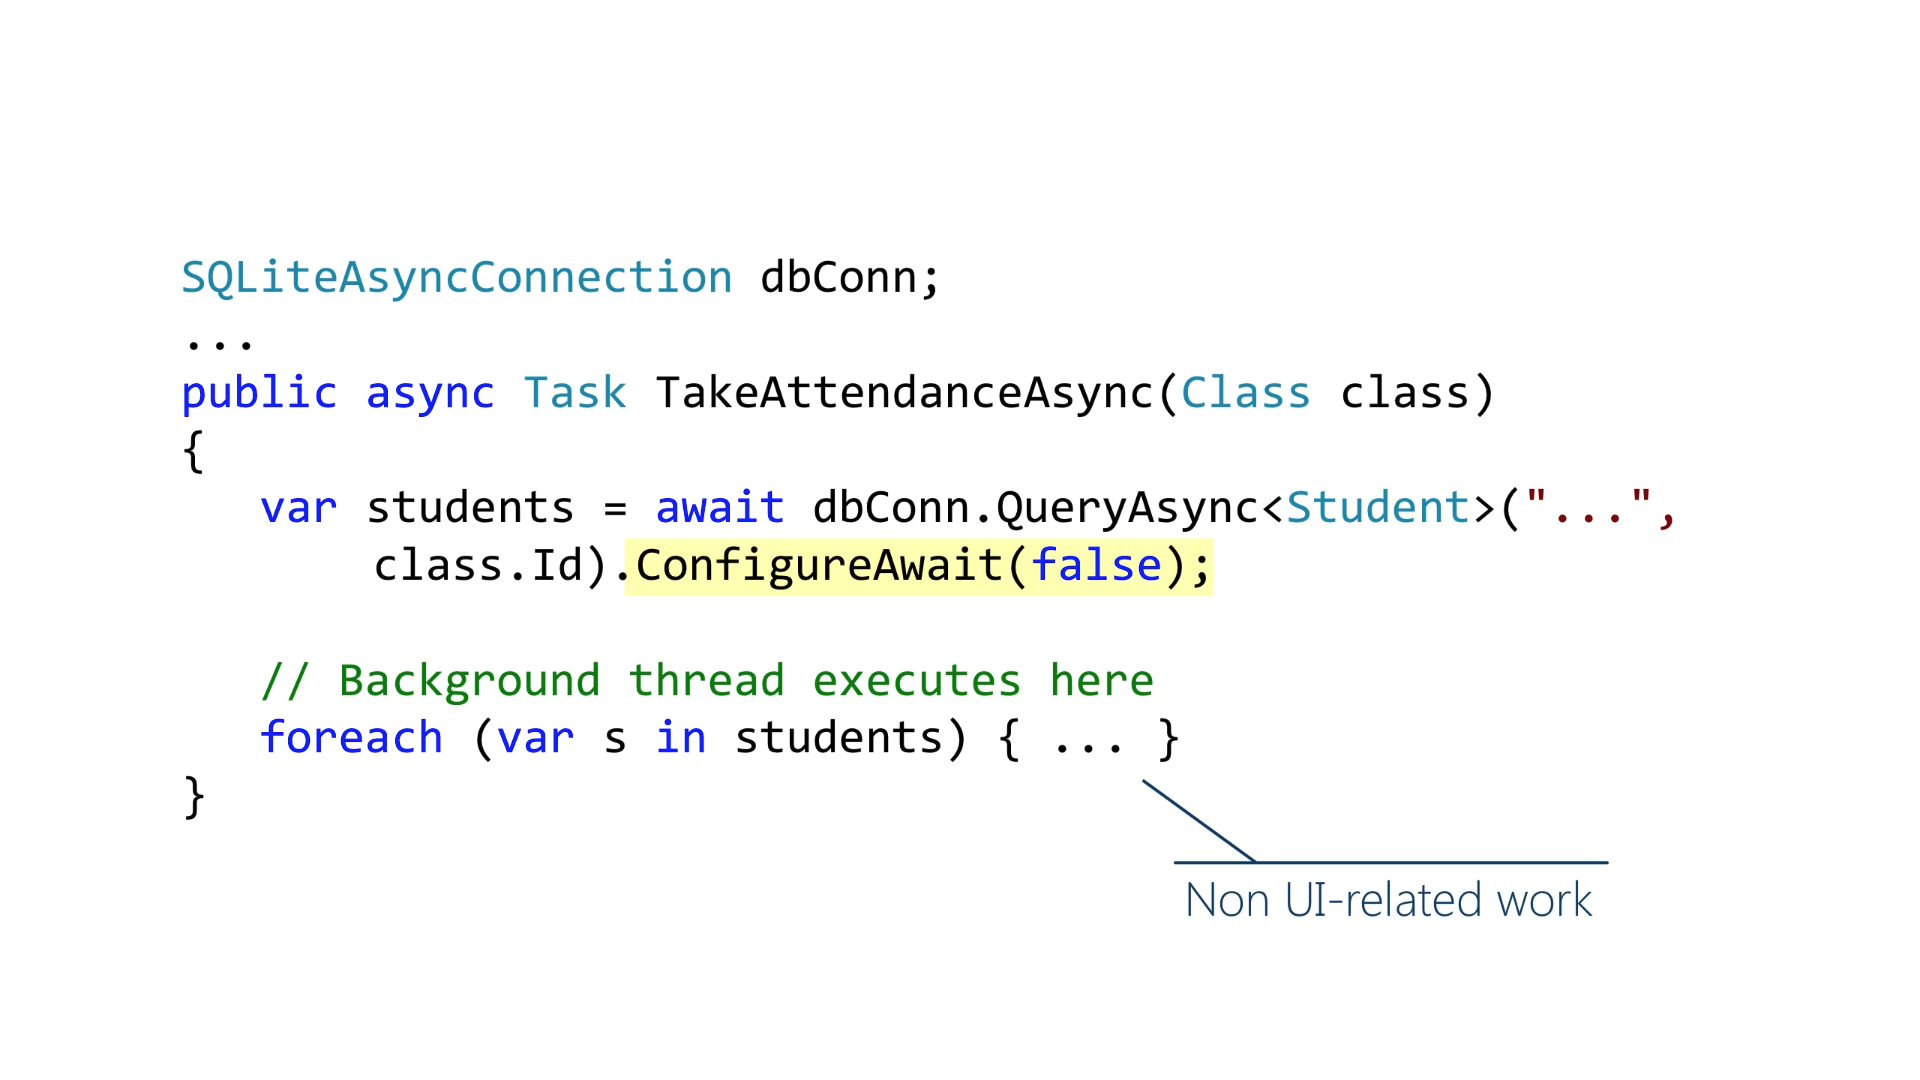 SQLiteAsyncConnection dbConn;
...
public async Task TakeAttendanceAsync(Class class)
{
var students = await dbConn.QueryAsync<Student>("...",
class.Id).ConfigureAwait(false);
// Background thread executes here
foreach (var s in students) { ... }
}
Non UI-related work